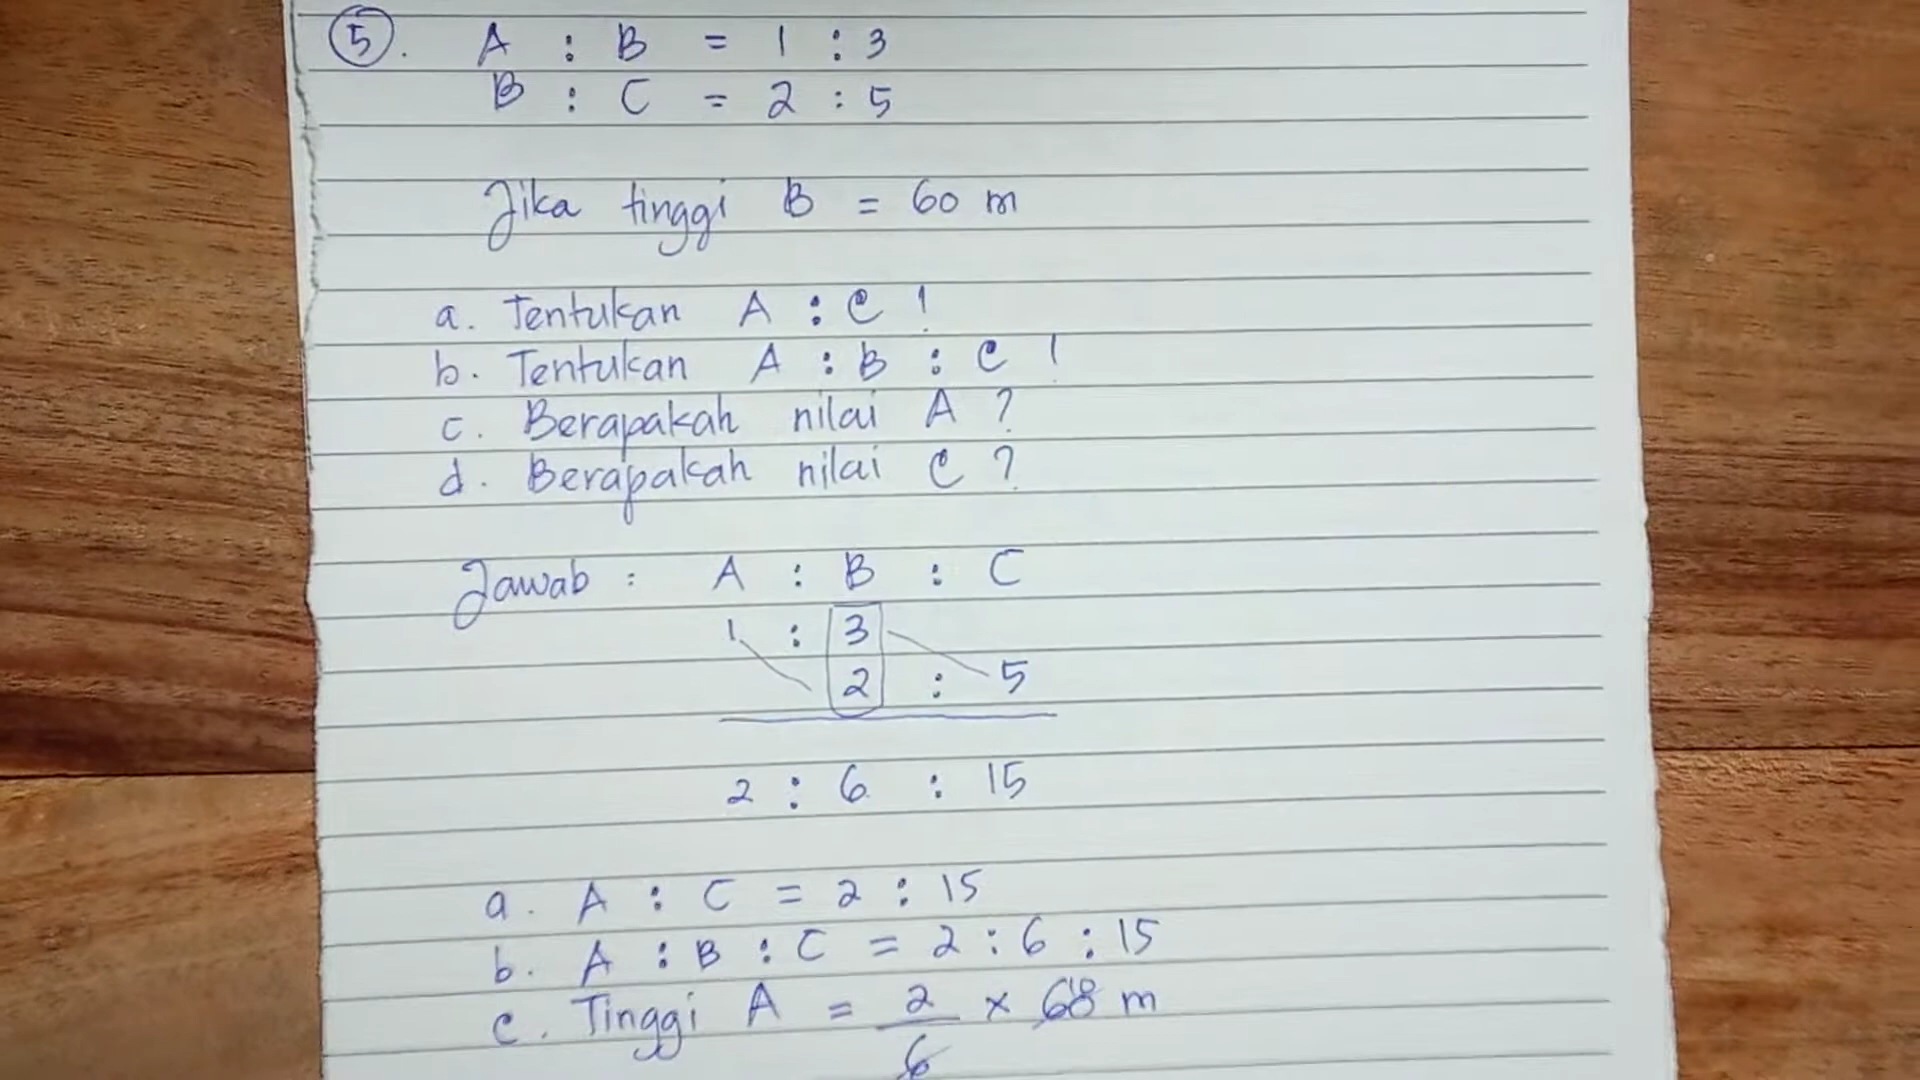 5. A : B = 1 : 3
B : C = 2 : 5
Jika tinggi B = 60 m
a. Tentukan A : C !
b. Tentukan A : B : C !
c. Berapakah nilai A ?
d. Berapakah nilai C ?
Jawab : A : B : C
1 : 3
2 : 5
2 : 6 : 15
a. A : C = 2 : 15
b. A : B : C = 2 : 6 : 15
c. Tinggi A = 2 × m
6